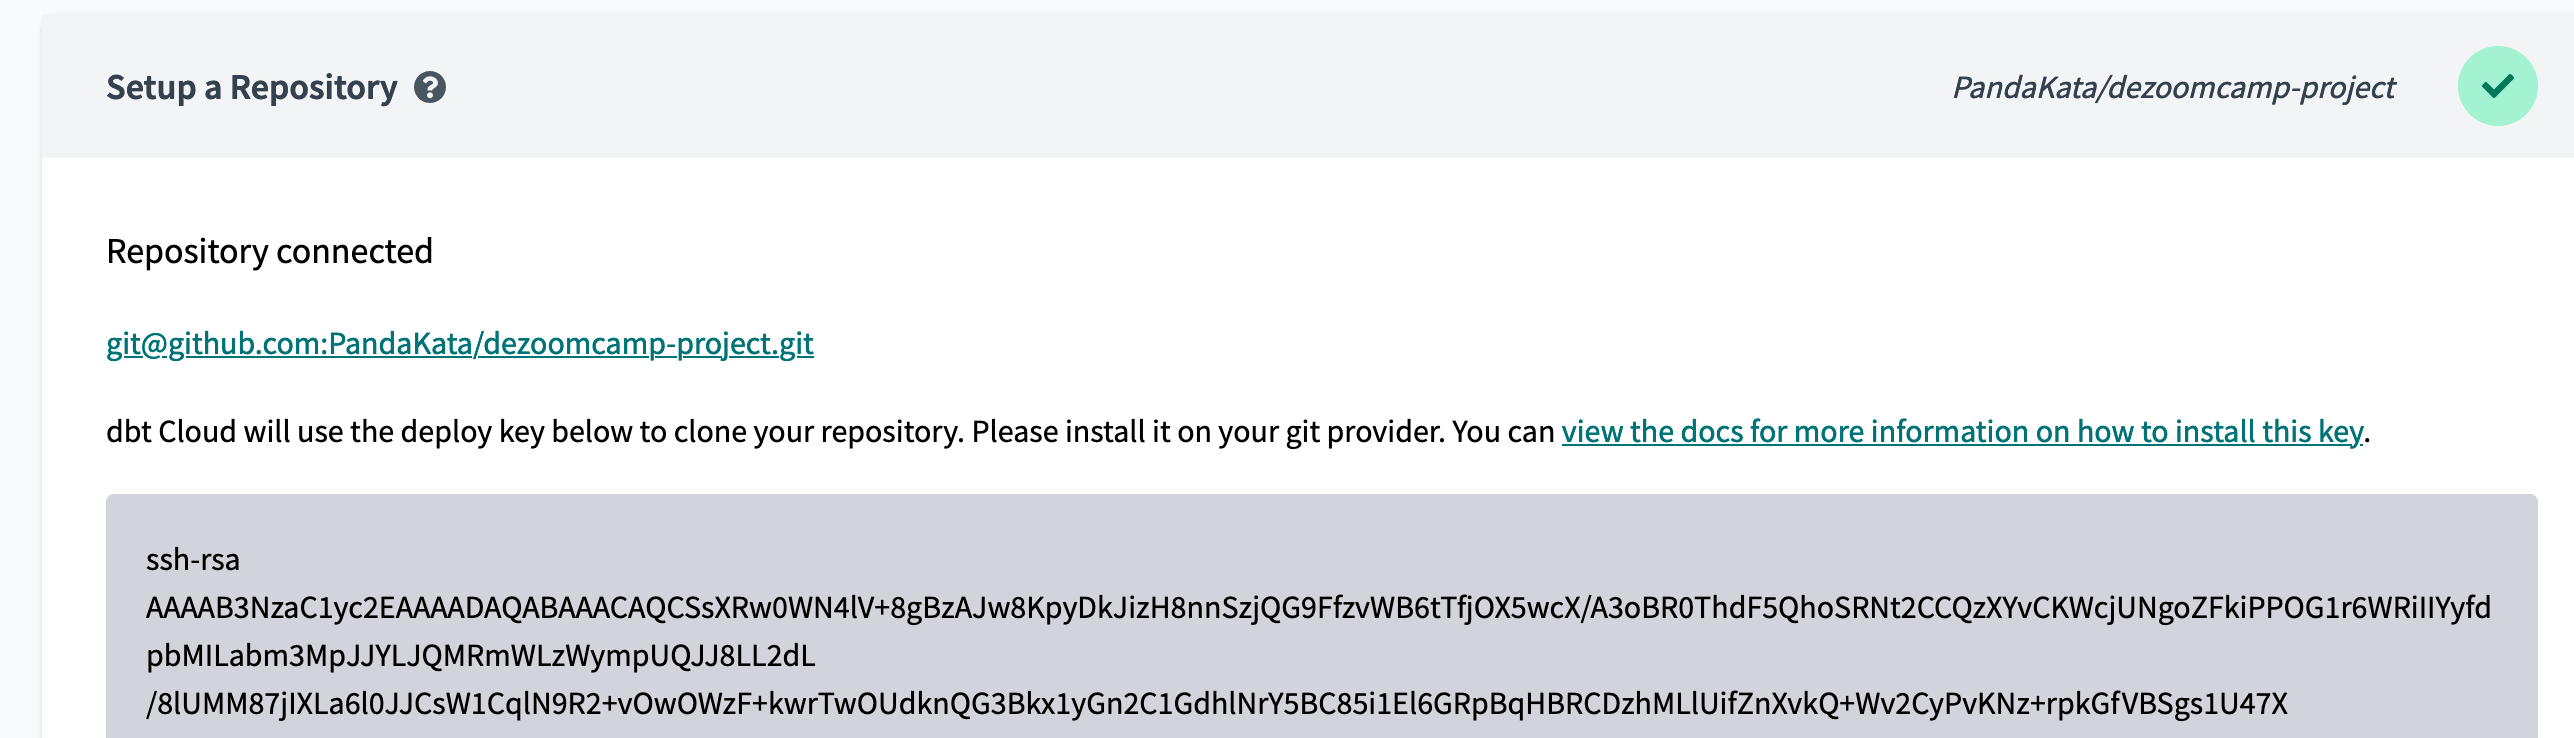 Setup a Repository ?
PandaKata/dezoomcamp-project
Repository connected
git@github.com:PandaKata/dezoomcamp-project.git
dbt Cloud will use the deploy key below to clone your repository. Please install it on your git provider. You can view the docs for more information on how to install this key.
ssh-rsa
AAAAB3NzaC1yc2EAAAADAQABAAACAQCSsXRw0WN4lV+8gBzAJw8KpyDkJizH8nnSzjQG9FfzvWB6tTfjOX5wcX/A3oBR0ThdF5QhoSRNt2CCQzXYvCKWcjUNgoZFkiPPOG1r6WRiIIYyfd
pbMILabm3MpJJYLJQMRmWLzWympUQJJ8LL2dL
/8lUMM87jIXLa6l0JJCsW1CqlN9R2+vOwOWzF+kwrTwOUdknQG3Bkx1yGn2C1GdhlNrY5BC85i1El6GRpBqHBRCDzhMLlUifZnXvkQ+Wv2CyPvKNz+rpkGfVBSgs1U47X